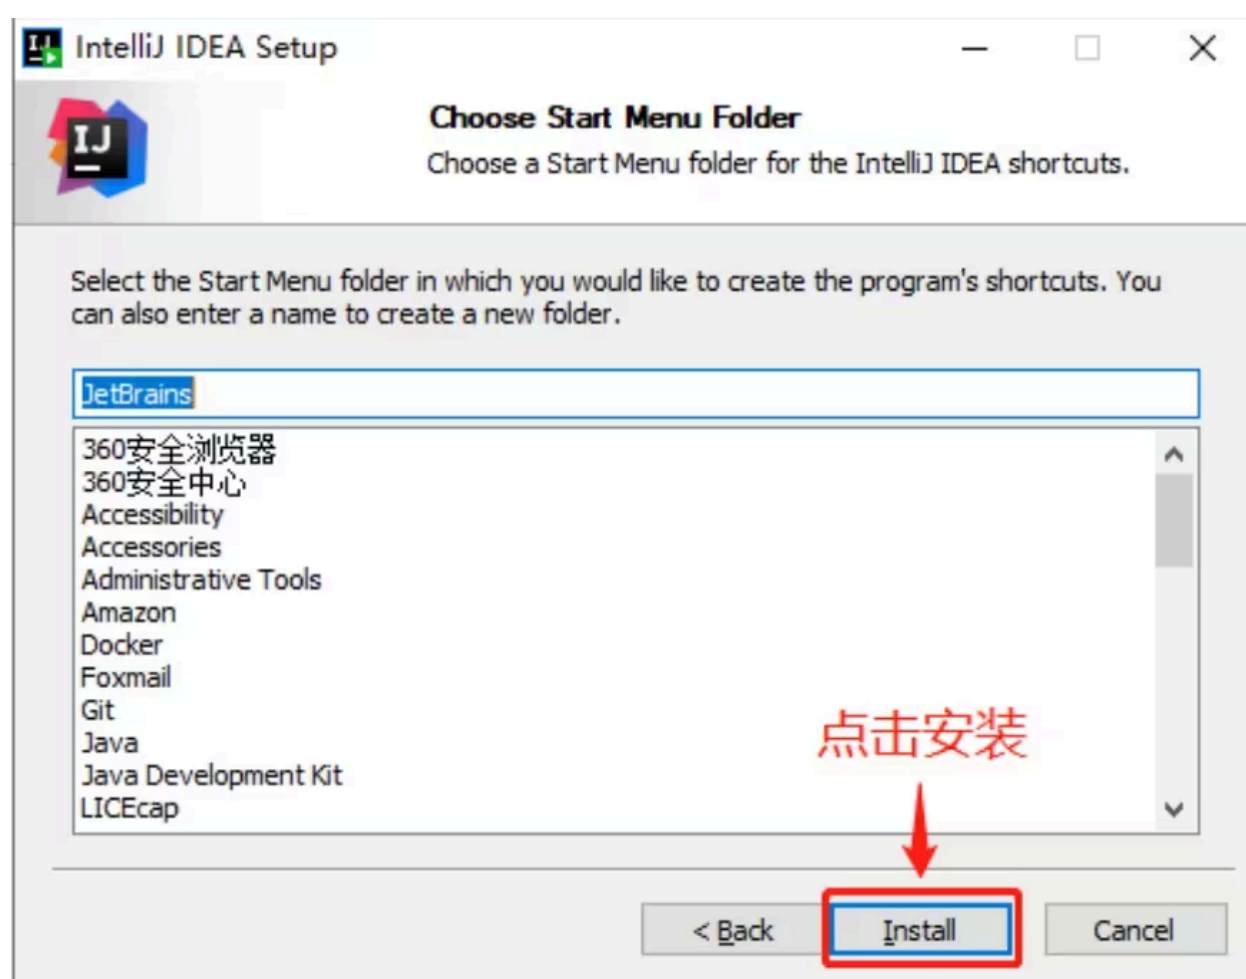 IntelliJ IDEA Setup
IJ
Choose Start Menu Folder
Choose a Start Menu folder for the IntelliJ IDEA shortcuts.
Select the Start Menu folder in which you would like to create the program's shortcuts. You
can also enter a name to create a new folder.
JetBrains
360安全浏览器
360安全中心
Accessibility
Accessories
Administrative Tools
Amazon
Docker
Foxmail
Git
Java
Java Development Kit
LICEcap
点击安装
< Back
Install
Cancel